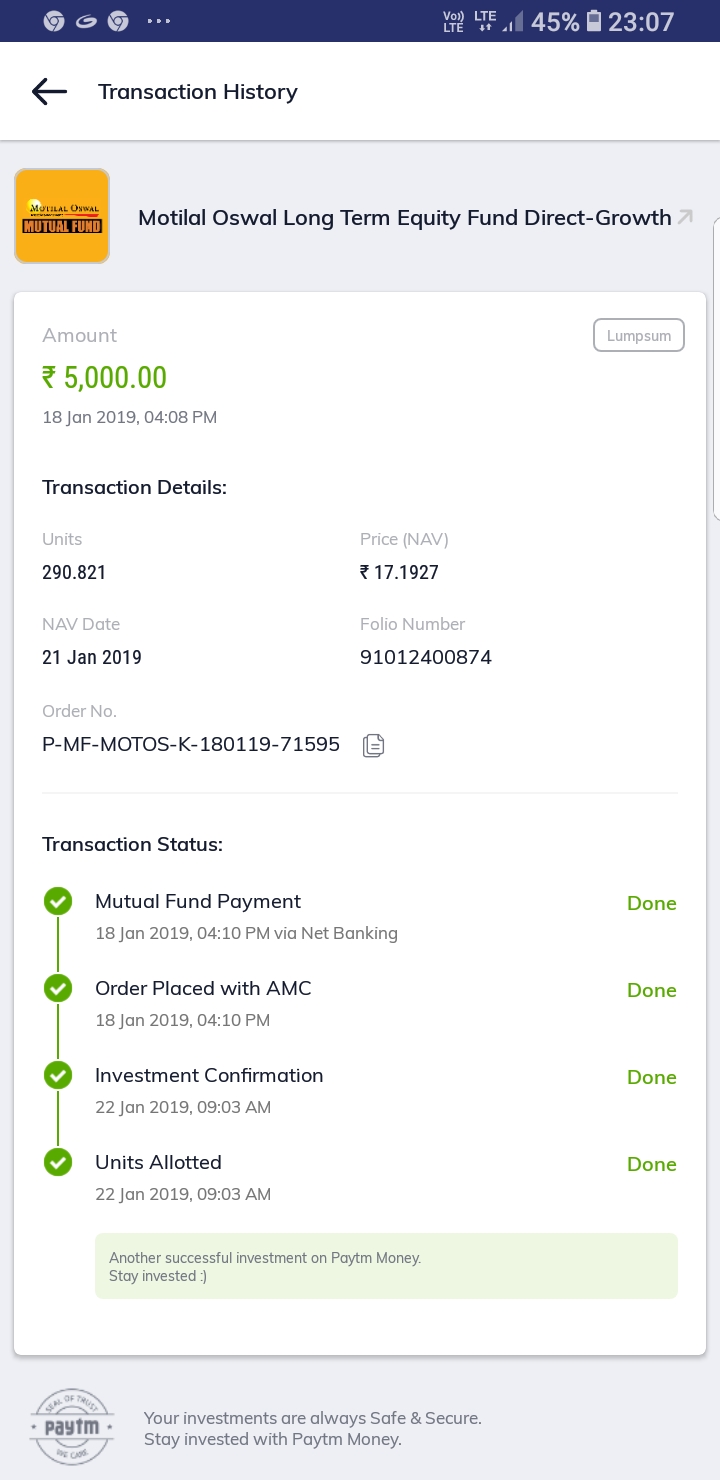 Vo)) LTE LTE 45% 23:07
Transaction History
MOTILAL OSWAL
MUTUAL FUND
Motilal Oswal Long Term Equity Fund Direct-Growth
Amount
Lumpsum
₹ 5,000.00
18 Jan 2019, 04:08 PM
Transaction Details:
Units
Price (NAV)
290.821
₹ 17.1927
NAV Date
Folio Number
21 Jan 2019
91012400874
Order No.
P-MF-MOTOS-K-180119-71595
Transaction Status:
Mutual Fund Payment
Done
18 Jan 2019, 04:10 PM via Net Banking
Order Placed with AMC
Done
18 Jan 2019, 04:10 PM
Investment Confirmation
Done
22 Jan 2019, 09:03 AM
Units Allotted
Done
22 Jan 2019, 09:03 AM
Another successful investment on Paytm Money.
Stay invested :)
SEAL OF TRUST
paytm
WE CARE
Your investments are always Safe & Secure.
Stay invested with Paytm Money.